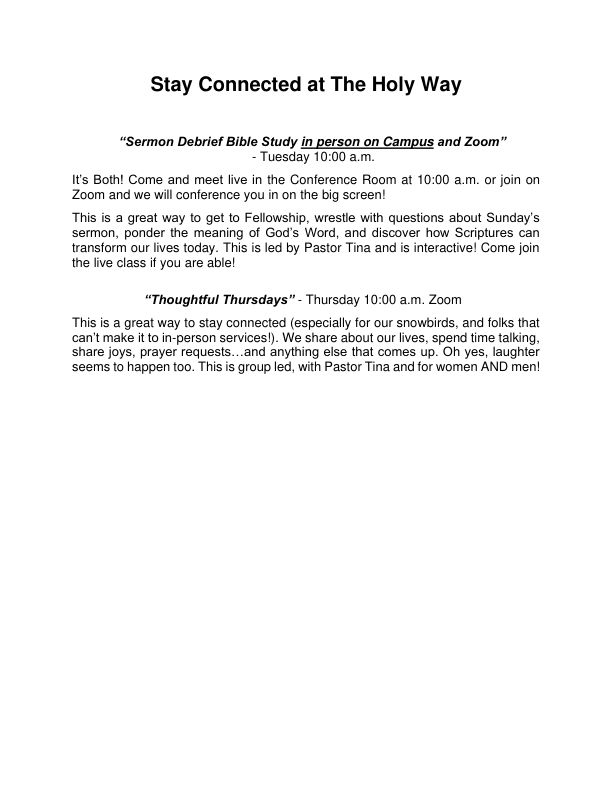 Stay Connected at The Holy Way
“Sermon Debrief Bible Study in person on Campus and Zoom”
- Tuesday 10:00 a.m.
It’s Both! Come and meet live in the Conference Room at 10:00 a.m. or join on
Zoom and we will conference you in on the big screen!
This is a great way to get to Fellowship, wrestle with questions about Sunday’s
sermon, ponder the meaning of God’s Word, and discover how Scriptures can
transform our lives today. This is led by Pastor Tina and is interactive! Come join
the live class if you are able!
“Thoughtful Thursdays” - Thursday 10:00 a.m. Zoom
This is a great way to stay connected (especially for our snowbirds, and folks that
can’t make it to in-person services!). We share about our lives, spend time talking,
share joys, prayer requests…and anything else that comes up. Oh yes, laughter
seems to happen too. This is group led, with Pastor Tina and for women AND men!